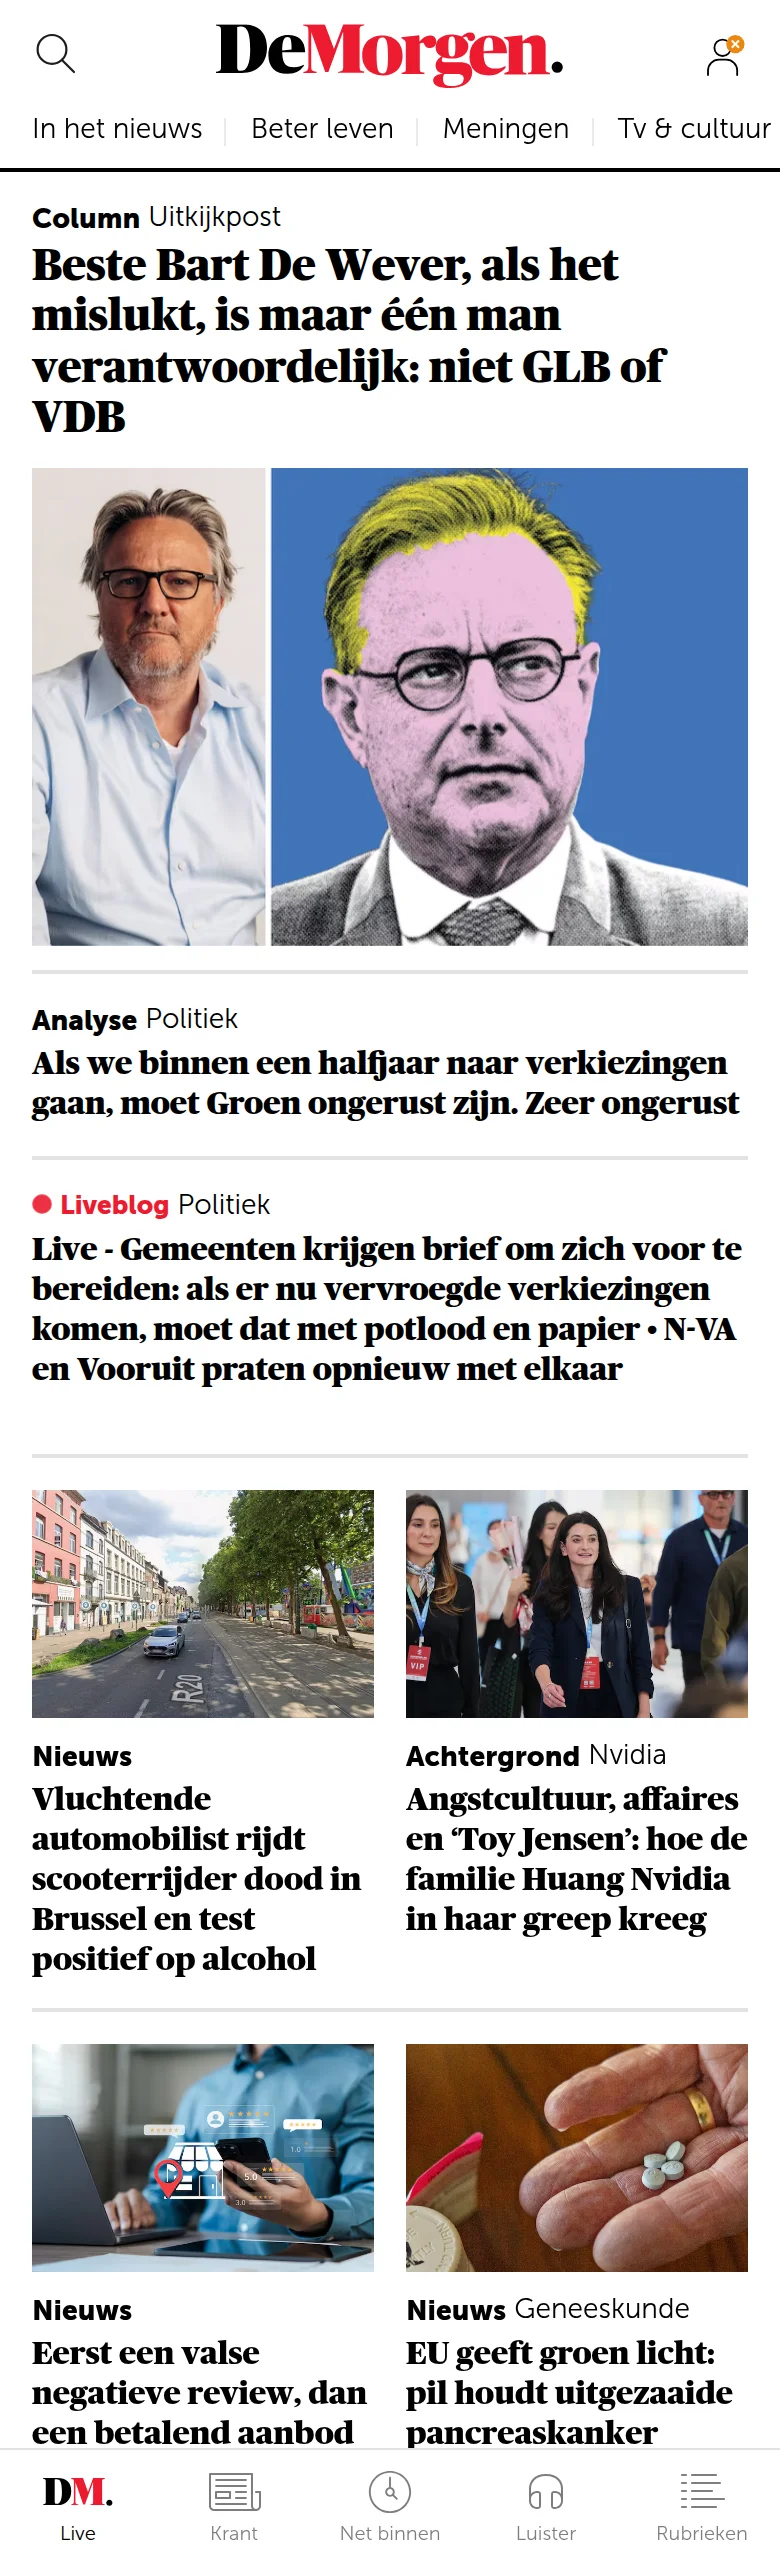 DeMorgen.
In het nieuws
Beter leven
Meningen
Tv & cultuur
Column Uitkijkpost
Beste Bart De Wever, als het
mislukt, is maar één man
verantwoordelijk: niet GLB of
VDB
Analyse Politiek
Als we binnen een halfjaar naar verkiezingen
gaan, moet Groen ongerust zijn. Zeer ongerust
Liveblog Politiek
Live - Gemeenten krijgen brief om zich voor te
bereiden: als er nu vervroegde verkiezingen
komen, moet dat met potlood en papier • N-VA
en Vooruit praten opnieuw met elkaar
R20
VIP
Nieuws
Vluchtende
automobilist rijdt
scooterrijder dood in
Brussel en test
positief op alcohol
Achtergrond Nvidia
Angstcultuur, affaires
en ‘Toy Jensen’: hoe de
familie Huang Nvidia
in haar greep kreeg
1.0
5.0
3.0
Nieuws
Eerst een valse
negatieve review, dan
een betalend aanbod
Nieuws Geneeskunde
EU geeft groen licht:
pil houdt uitgezaaide
pancreaskanker
DM.
Live
Krant
Net binnen
Luister
Rubrieken